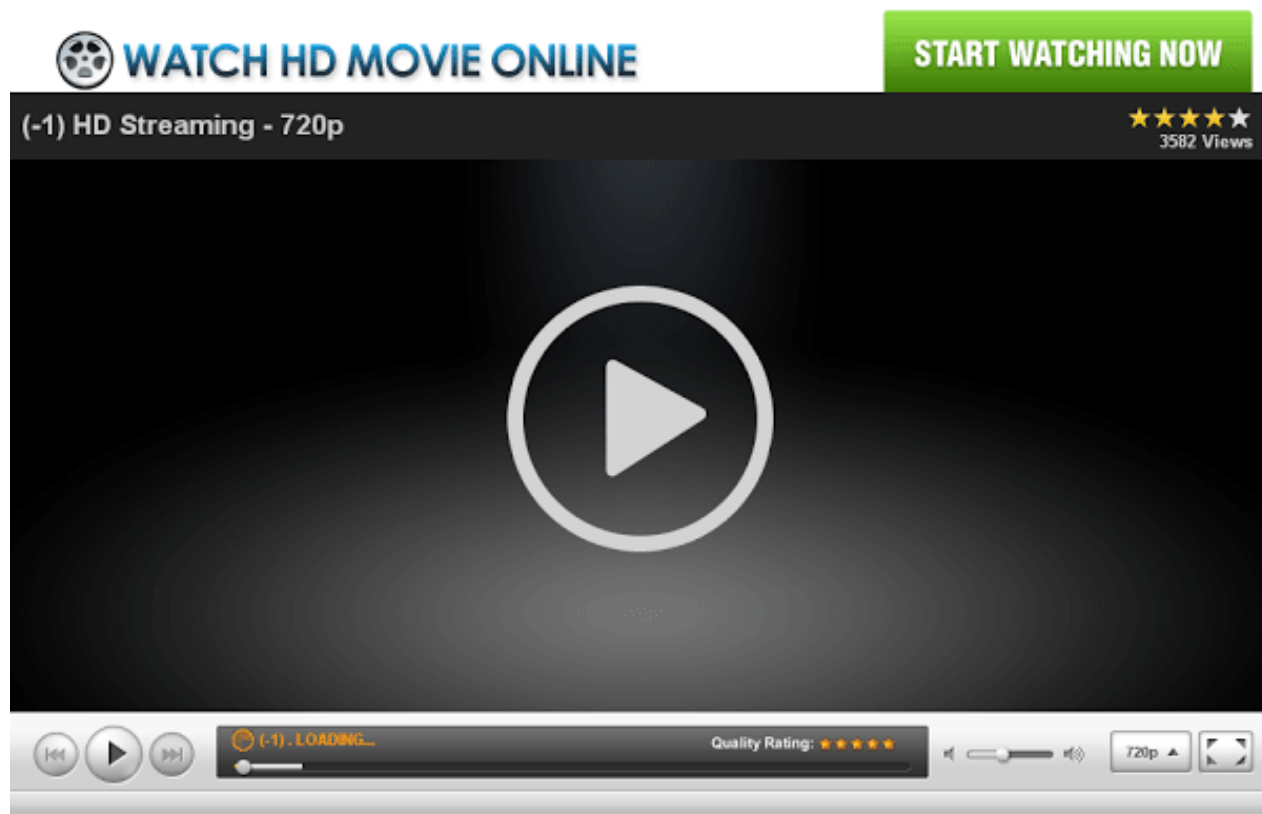 WATCH HD MOVIE ONLINE
START WATCHING NOW
(-1) HD Streaming - 720p
3582 Views
(-1) . LOADING...
Quality Rating:
720p